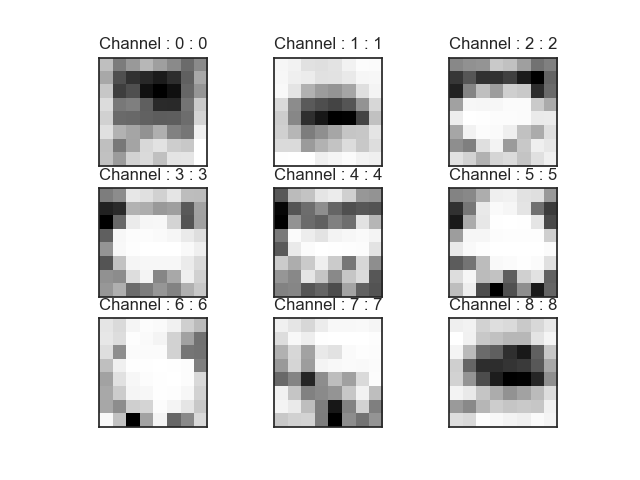 Channel : 0 : 0
Channel : 1 : 1
Channel : 2 : 2
Channel : 3 : 3
Channel : 4 : 4
Channel : 5 : 5
Channel : 6 : 6
Channel : 7 : 7
Channel : 8 : 8